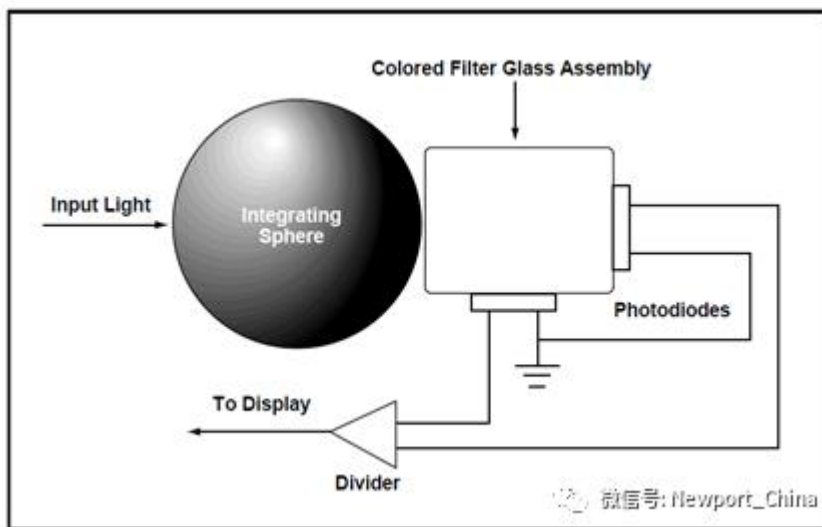 Colored Filter Glass Assembly
Input Light
Integrating
Sphere
Photodiodes
To Display
Divider
微信号: Newport_China